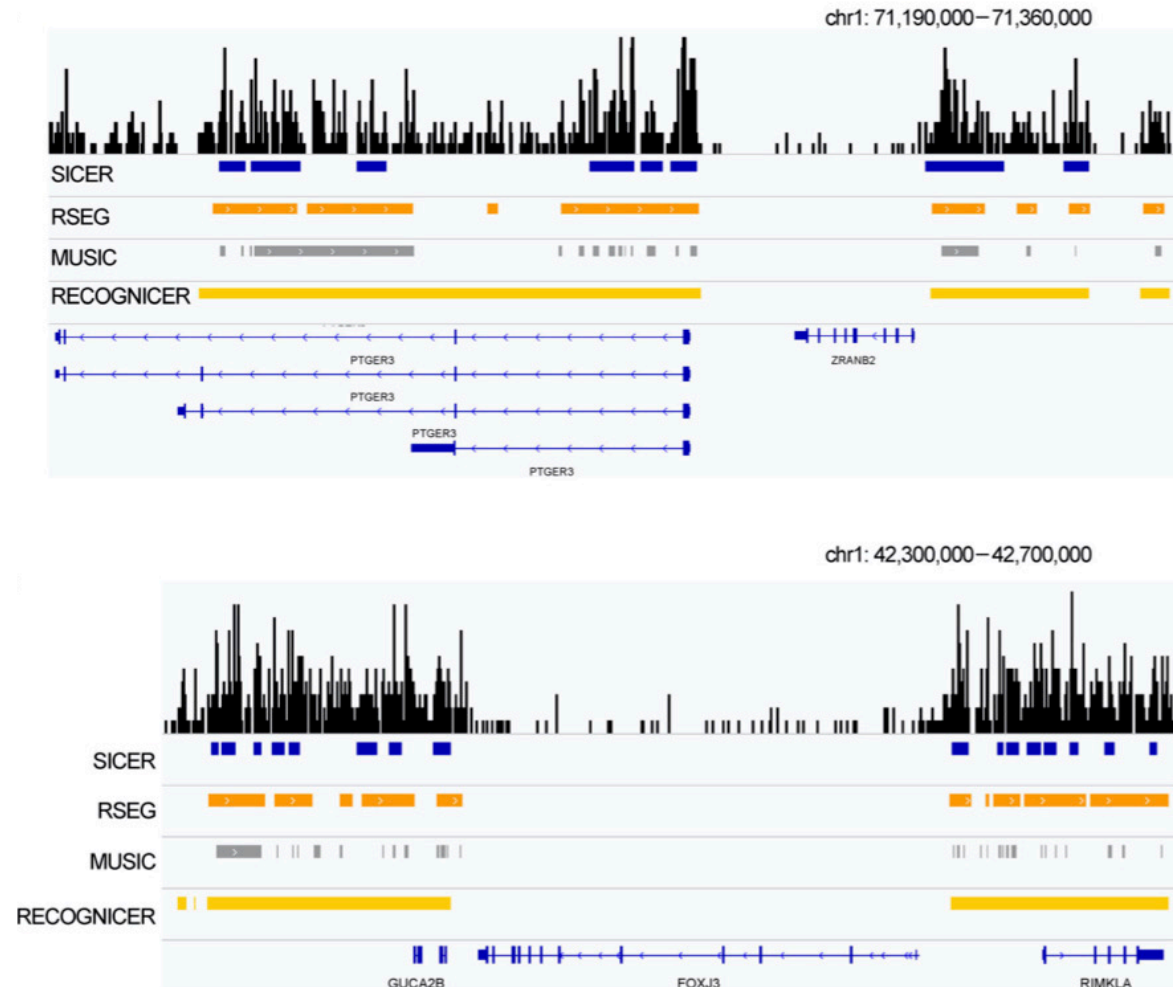 chr1: 71,190,000–71,360,000
SICER
RSEG
MUSIC
RECOGNICER
PTGER3
ZRANB2
PTGER3
PTGER3
PTGER3
chr1: 42,300,000–42,700,000
SICER
RSEG
MUSIC
RECOGNICER
GUCA2B
FOXJ3
RIMKLA